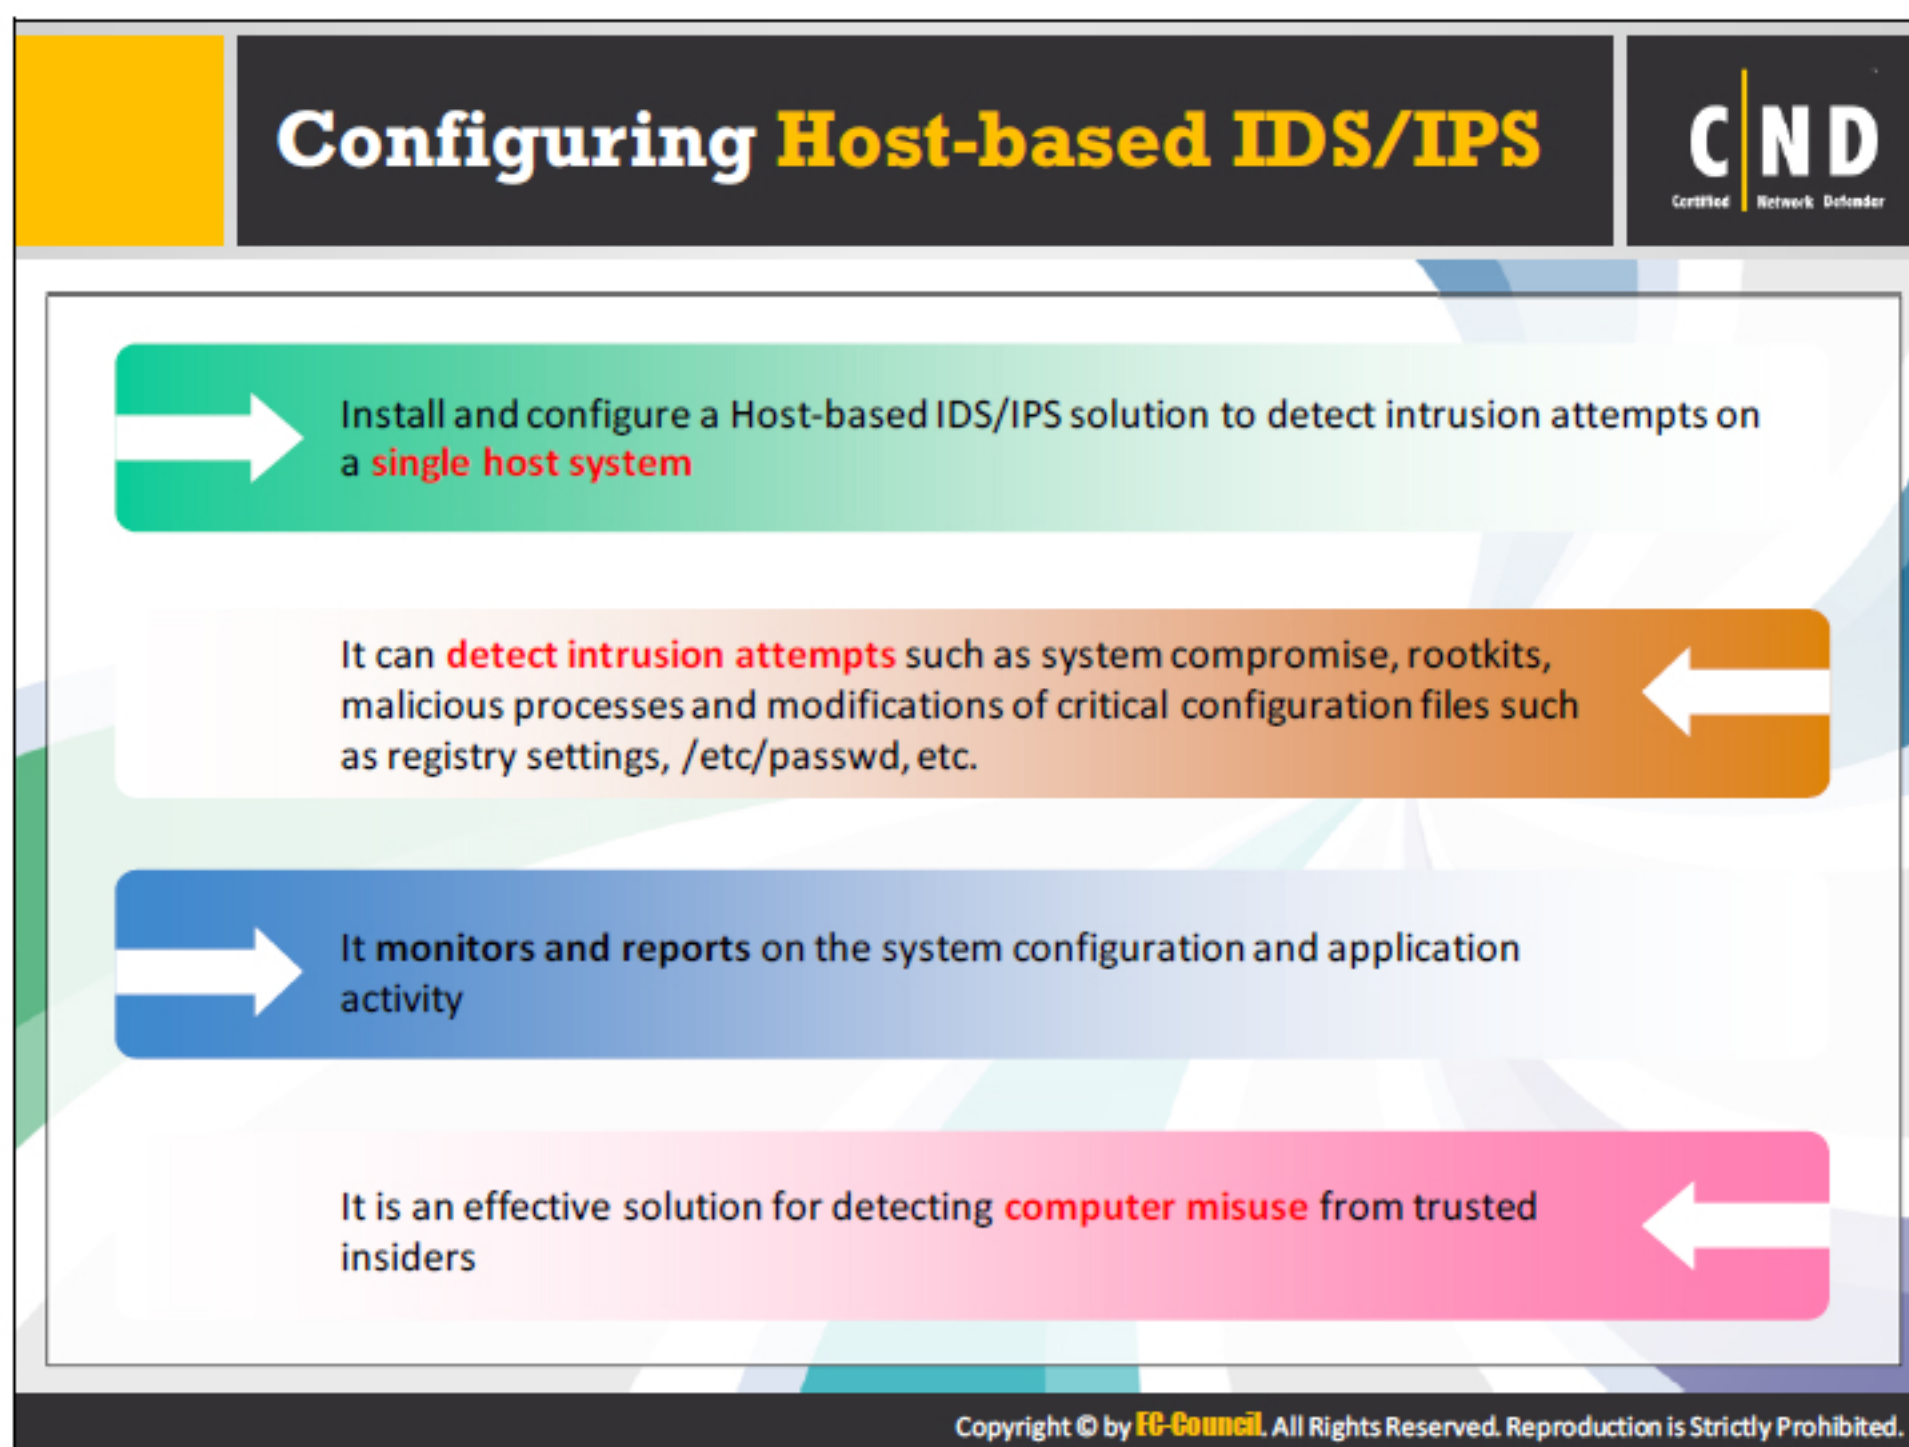 Configuring Host-based IDS/IPS
C|ND
Certified Network Defender
Install and configure a Host-based IDS/IPS solution to detect intrusion attempts on
a single host system
It can detect intrusion attempts such as system compromise, rootkits,
malicious processes and modifications of critical configuration files such
as registry settings, /etc/passwd, etc.
It monitors and reports on the system configuration and application
activity
It is an effective solution for detecting computer misuse from trusted
insiders
Copyright © by EC-Council. All Rights Reserved. Reproduction is Strictly Prohibited.